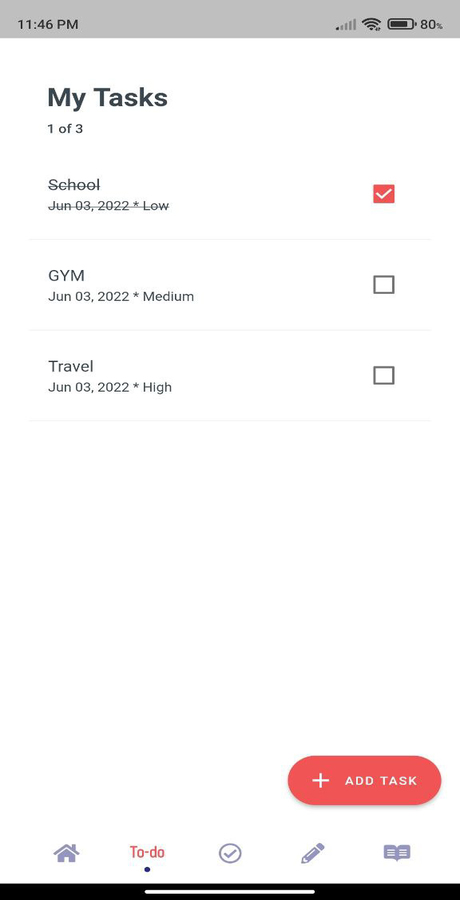 11:46 PM 80%
My Tasks
1 of 3
School
Jun 03, 2022 * Low
GYM
Jun 03, 2022 * Medium
Travel
Jun 03, 2022 * High
ADD TASK
To-do